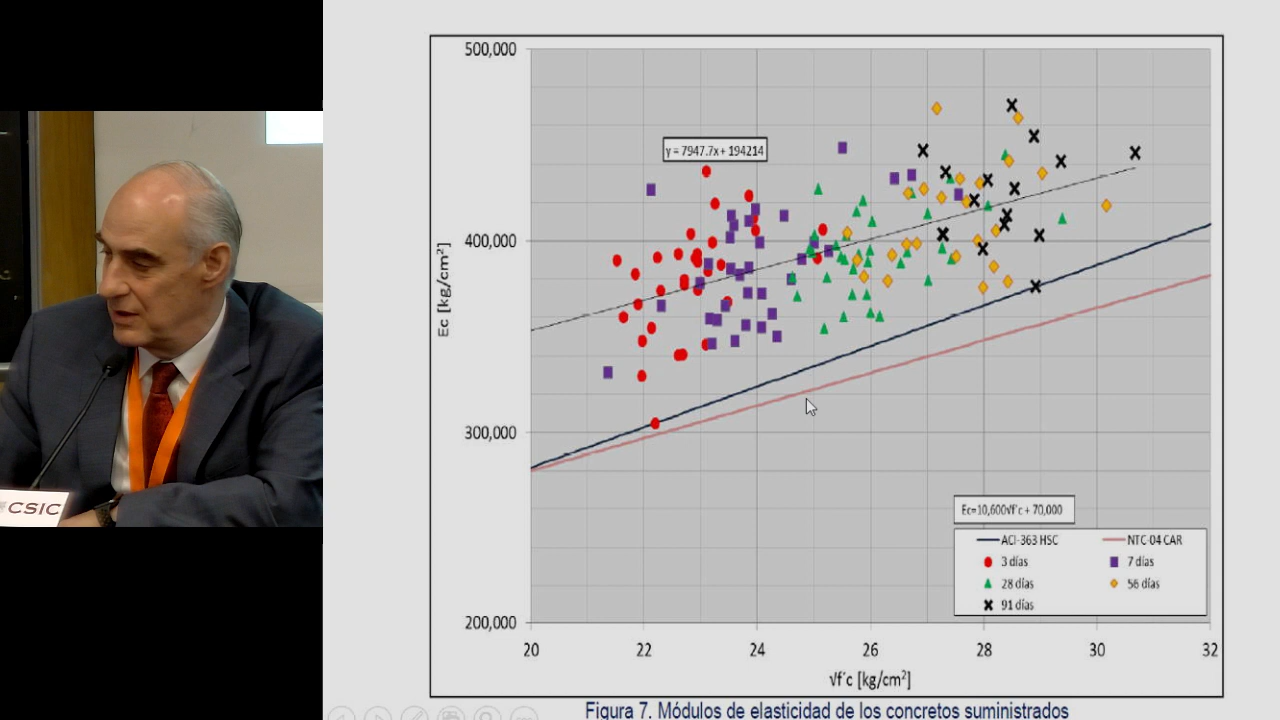 500,000
y = 7947.7x + 194214
400,000
Ec [kg/cm²]
300,000
Ec=10,600√f´c + 70,000
ACI-363 HSC
NTC-04 CAR
3 días
7 días
28 días
56 días
91 días
200,000
20 22 24 26 28 30 32
√f´c [kg/cm²]
Figura 7. Módulos de elasticidad de los concretos suministrados
CSIC